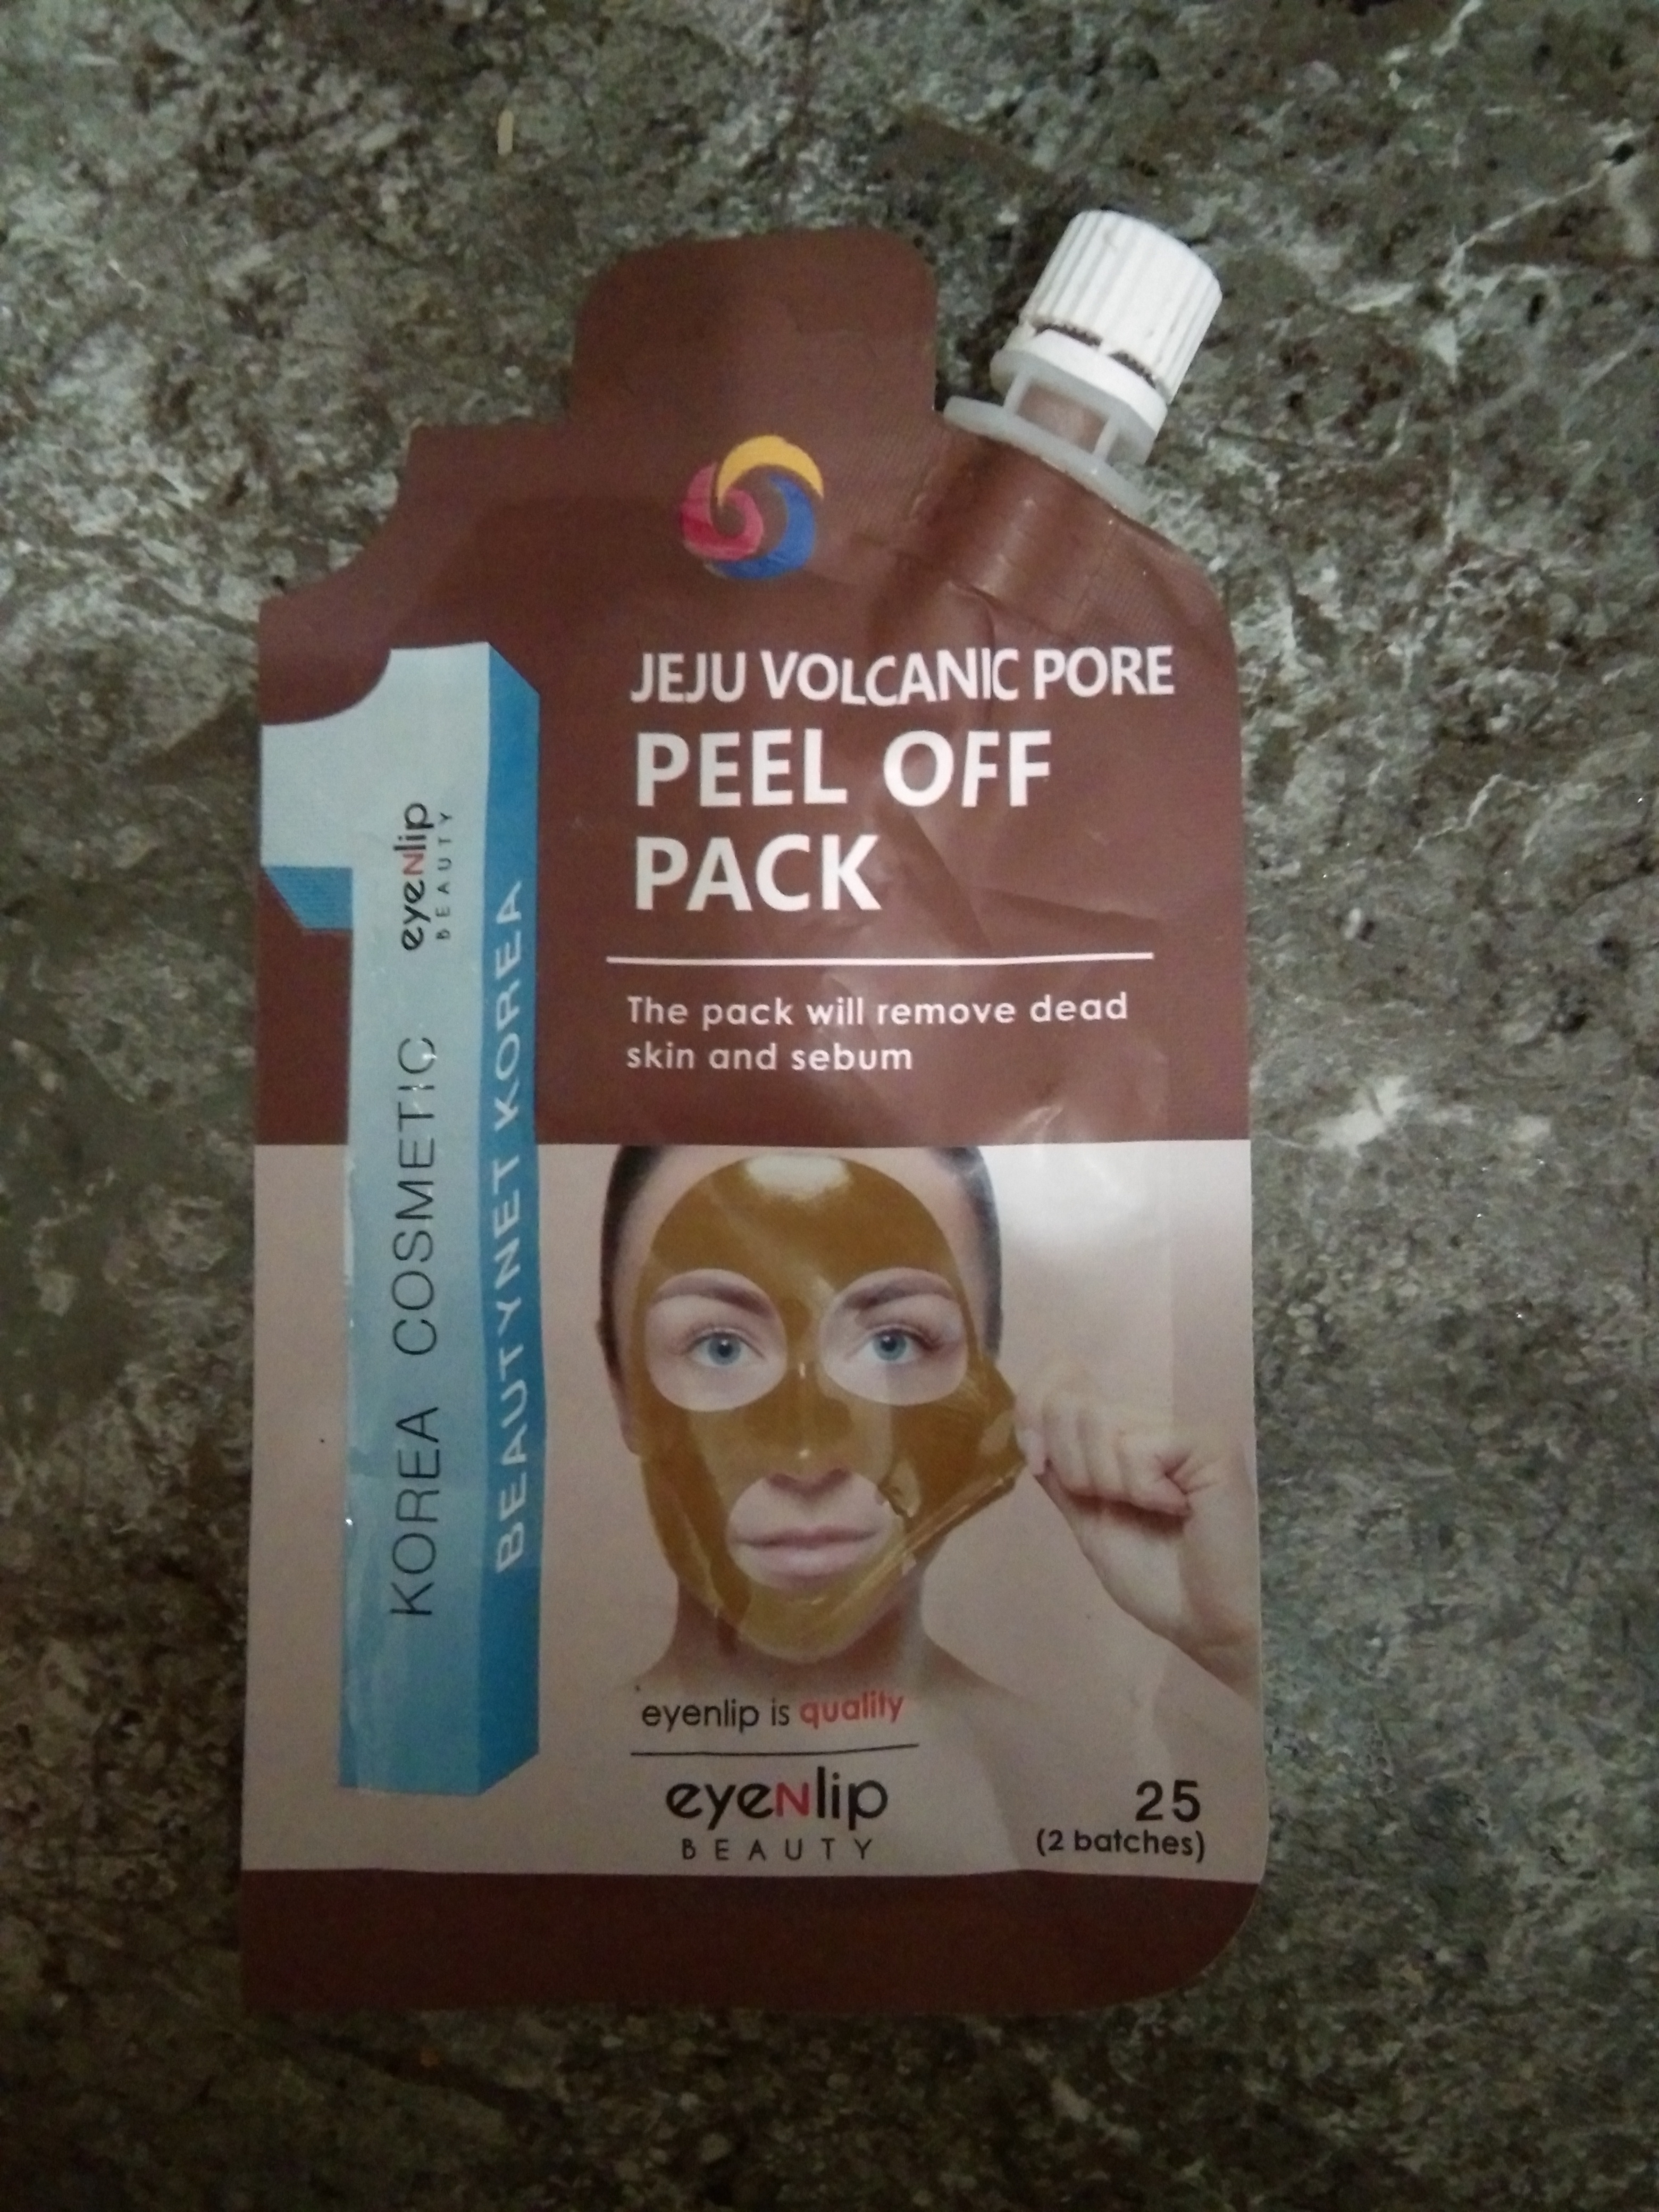 JEJU VOLCANIC PORE
PEEL OFF
PACK
The pack will remove dead
skin and sebum
eyeNlip
BEAUTY
KOREA COSMETIC
BEAUTYNET KOREA
eyenlip is quality
eyeNlip
BEAUTY
25
(2 batches)